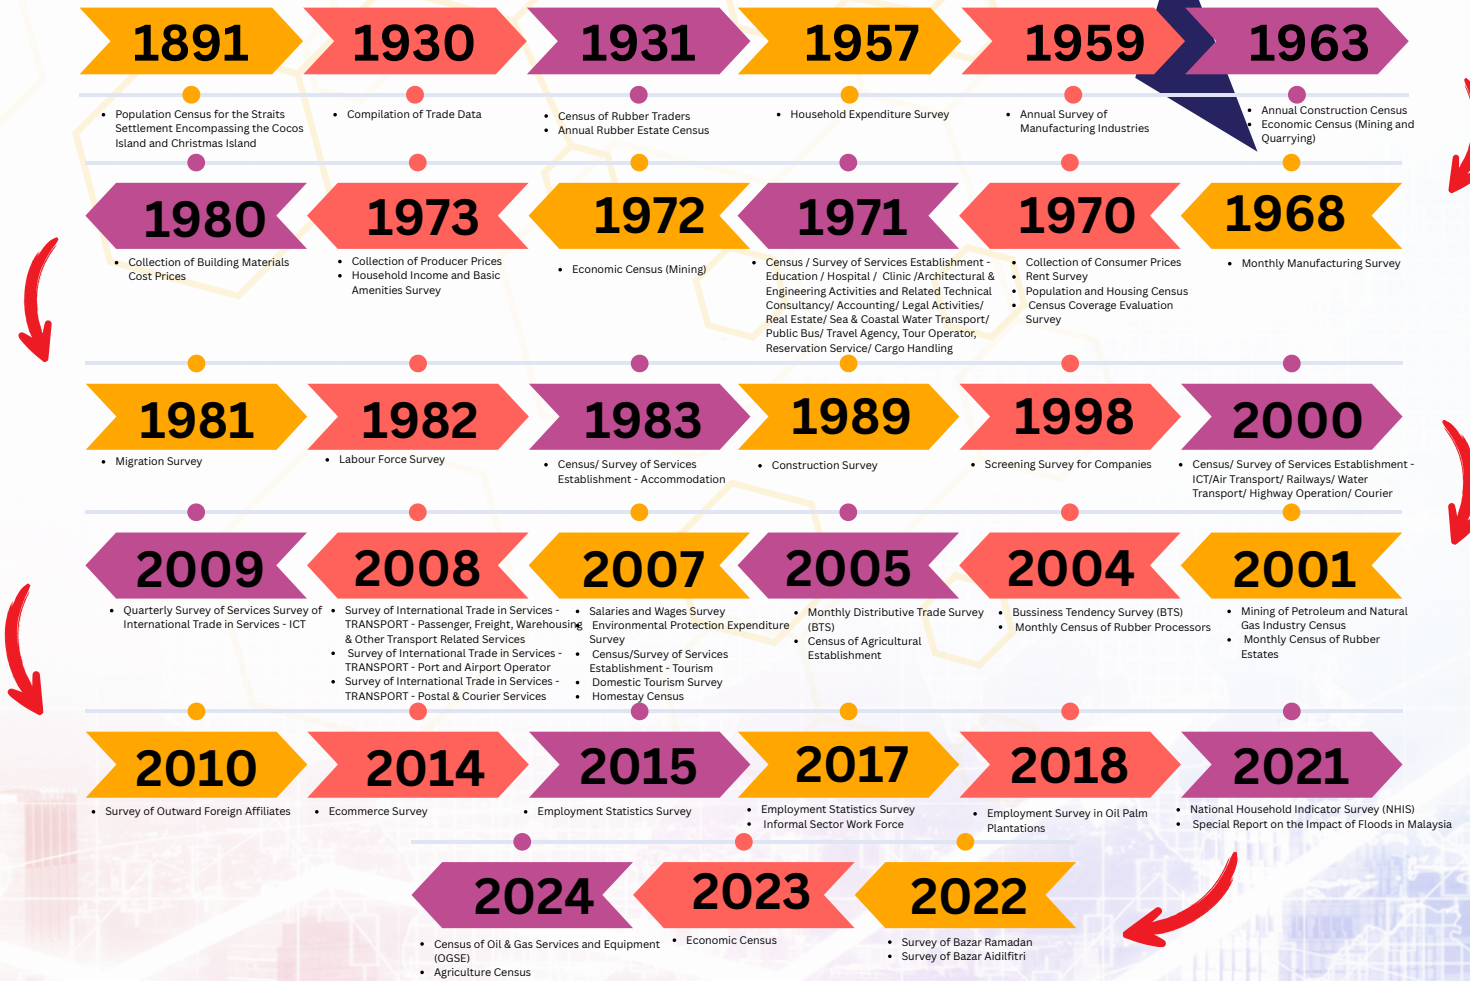 1891
1930
1931
1957
1959
1963
• Population Census for the Straits
Settlement Encompassing the Cocos
Island and Christmas Island
• Compilation of Trade Data
• Census of Rubber Traders
• Annual Rubber Estate Census
• Household Expenditure Survey
• Annual Survey of
Manufacturing Industries
• Annual Construction Census
• Economic Census (Mining and
Quarrying)
1980
1973
1972
1971
1970
1968
• Collection of Building Materials
Cost Prices
• Collection of Producer Prices
• Household Income and Basic
Amenities Survey
• Economic Census (Mining)
• Census / Survey of Services Establishment -
Education / Hospital / Clinic /Architectural &
Engineering Activities and Related Technical
Consultancy/ Accounting/ Legal Activities/
Real Estate/ Sea & Coastal Water Transport/
Public Bus/ Travel Agency, Tour Operator,
Reservation Service/ Cargo Handling
• Collection of Consumer Prices
• Rent Survey
• Population and Housing Census
• Census Coverage Evaluation
Survey
• Monthly Manufacturing Survey
1981
1982
1983
1989
1998
2000
• Migration Survey
• Labour Force Survey
• Census/ Survey of Services
Establishment - Accommodation
• Construction Survey
• Screening Survey for Companies
• Census/ Survey of Services Establishment -
ICT/Air Transport/ Railways/ Water
Transport/ Highway Operation/ Courier
2009
2008
2007
2005
2004
2001
• Quarterly Survey of Services Survey of
International Trade in Services - ICT
• Survey of International Trade in Services -
TRANSPORT - Passenger, Freight, Warehousing
& Other Transport Related Services
• Survey of International Trade in Services -
TRANSPORT - Port and Airport Operator
• Survey of International Trade in Services -
TRANSPORT - Postal & Courier Services
• Salaries and Wages Survey
• Environmental Protection Expenditure
Survey
• Census/Survey of Services
Establishment - Tourism
• Domestic Tourism Survey
• Homestay Census
• Monthly Distributive Trade Survey
(BTS)
• Census of Agricultural
Establishment
• Bussiness Tendency Survey (BTS)
• Monthly Census of Rubber Processors
• Mining of Petroleum and Natural
Gas Industry Census
• Monthly Census of Rubber
Estates
2010
2014
2015
2017
2018
2021
• Survey of Outward Foreign Affiliates
• Ecommerce Survey
• Employment Statistics Survey
• Employment Statistics Survey
• Informal Sector Work Force
• Employment Survey in Oil Palm
Plantations
• National Household Indicator Survey (NHIS)
• Special Report on the Impact of Floods in Malaysia
2024
2023
2022
• Census of Oil & Gas Services and Equipment
(OGSE)
• Agriculture Census
• Economic Census
• Survey of Bazar Ramadan
• Survey of Bazar Aidilfitri